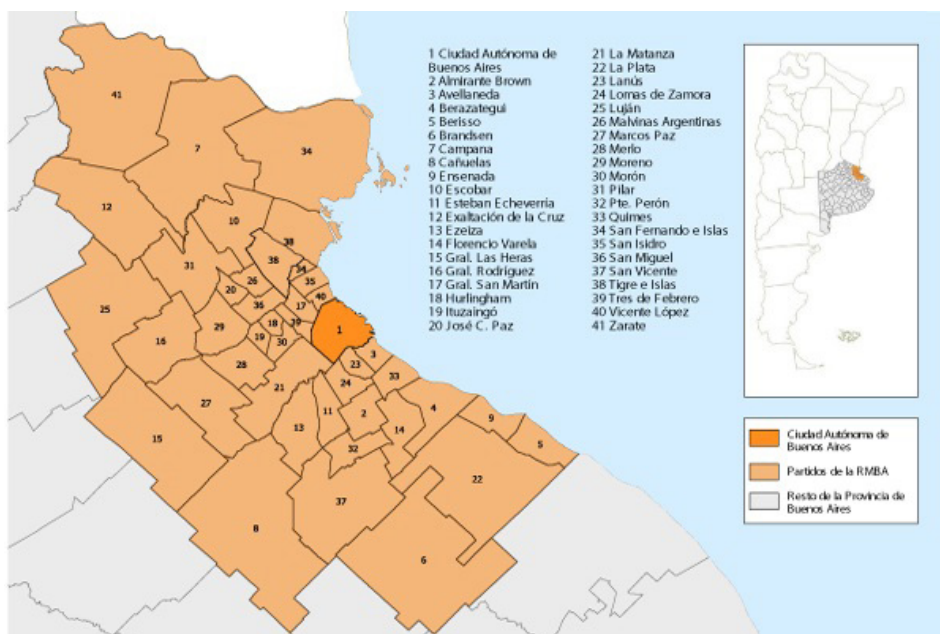 1 Ciudad Autónoma de
Buenos Aires
2 Almirante Brown
3 Avellaneda
4 Berazategui
5 Berisso
6 Brandsen
7 Campana
8 Cañuelas
9 Ensenada
10 Escobar
11 Esteban Echeverría
12 Exaltación de la Cruz
13 Ezeiza
14 Florencio Varela
15 Gral. Las Heras
16 Gral. Rodríguez
17 Gral. San Martín
18 Hurlingham
19 Ituzaingó
20 José C. Paz
21 La Matanza
22 La Plata
23 Lanús
24 Lomas de Zamora
25 Luján
26 Malvinas Argentinas
27 Marcos Paz
28 Merlo
29 Moreno
30 Morón
31 Pilar
32 Pte. Perón
33 Quilmes
34 San Fernando e Islas
35 San Isidro
36 San Miguel
37 San Vicente
38 Tigre e Islas
39 Tres de Febrero
40 Vicente López
41 Zarate
41
7
34
12
10
38
31
38
34
26
35
20
40
25
36
17
29
18
39
1
16
19
30
3
28
23
21
24
33
27
11
2
4
15
13
14
9
32
5
22
37
8
6
Ciudad Autónoma de
Buenos Aires
Partidos de la RMBA
Resto de la Provincia de
Buenos Aires